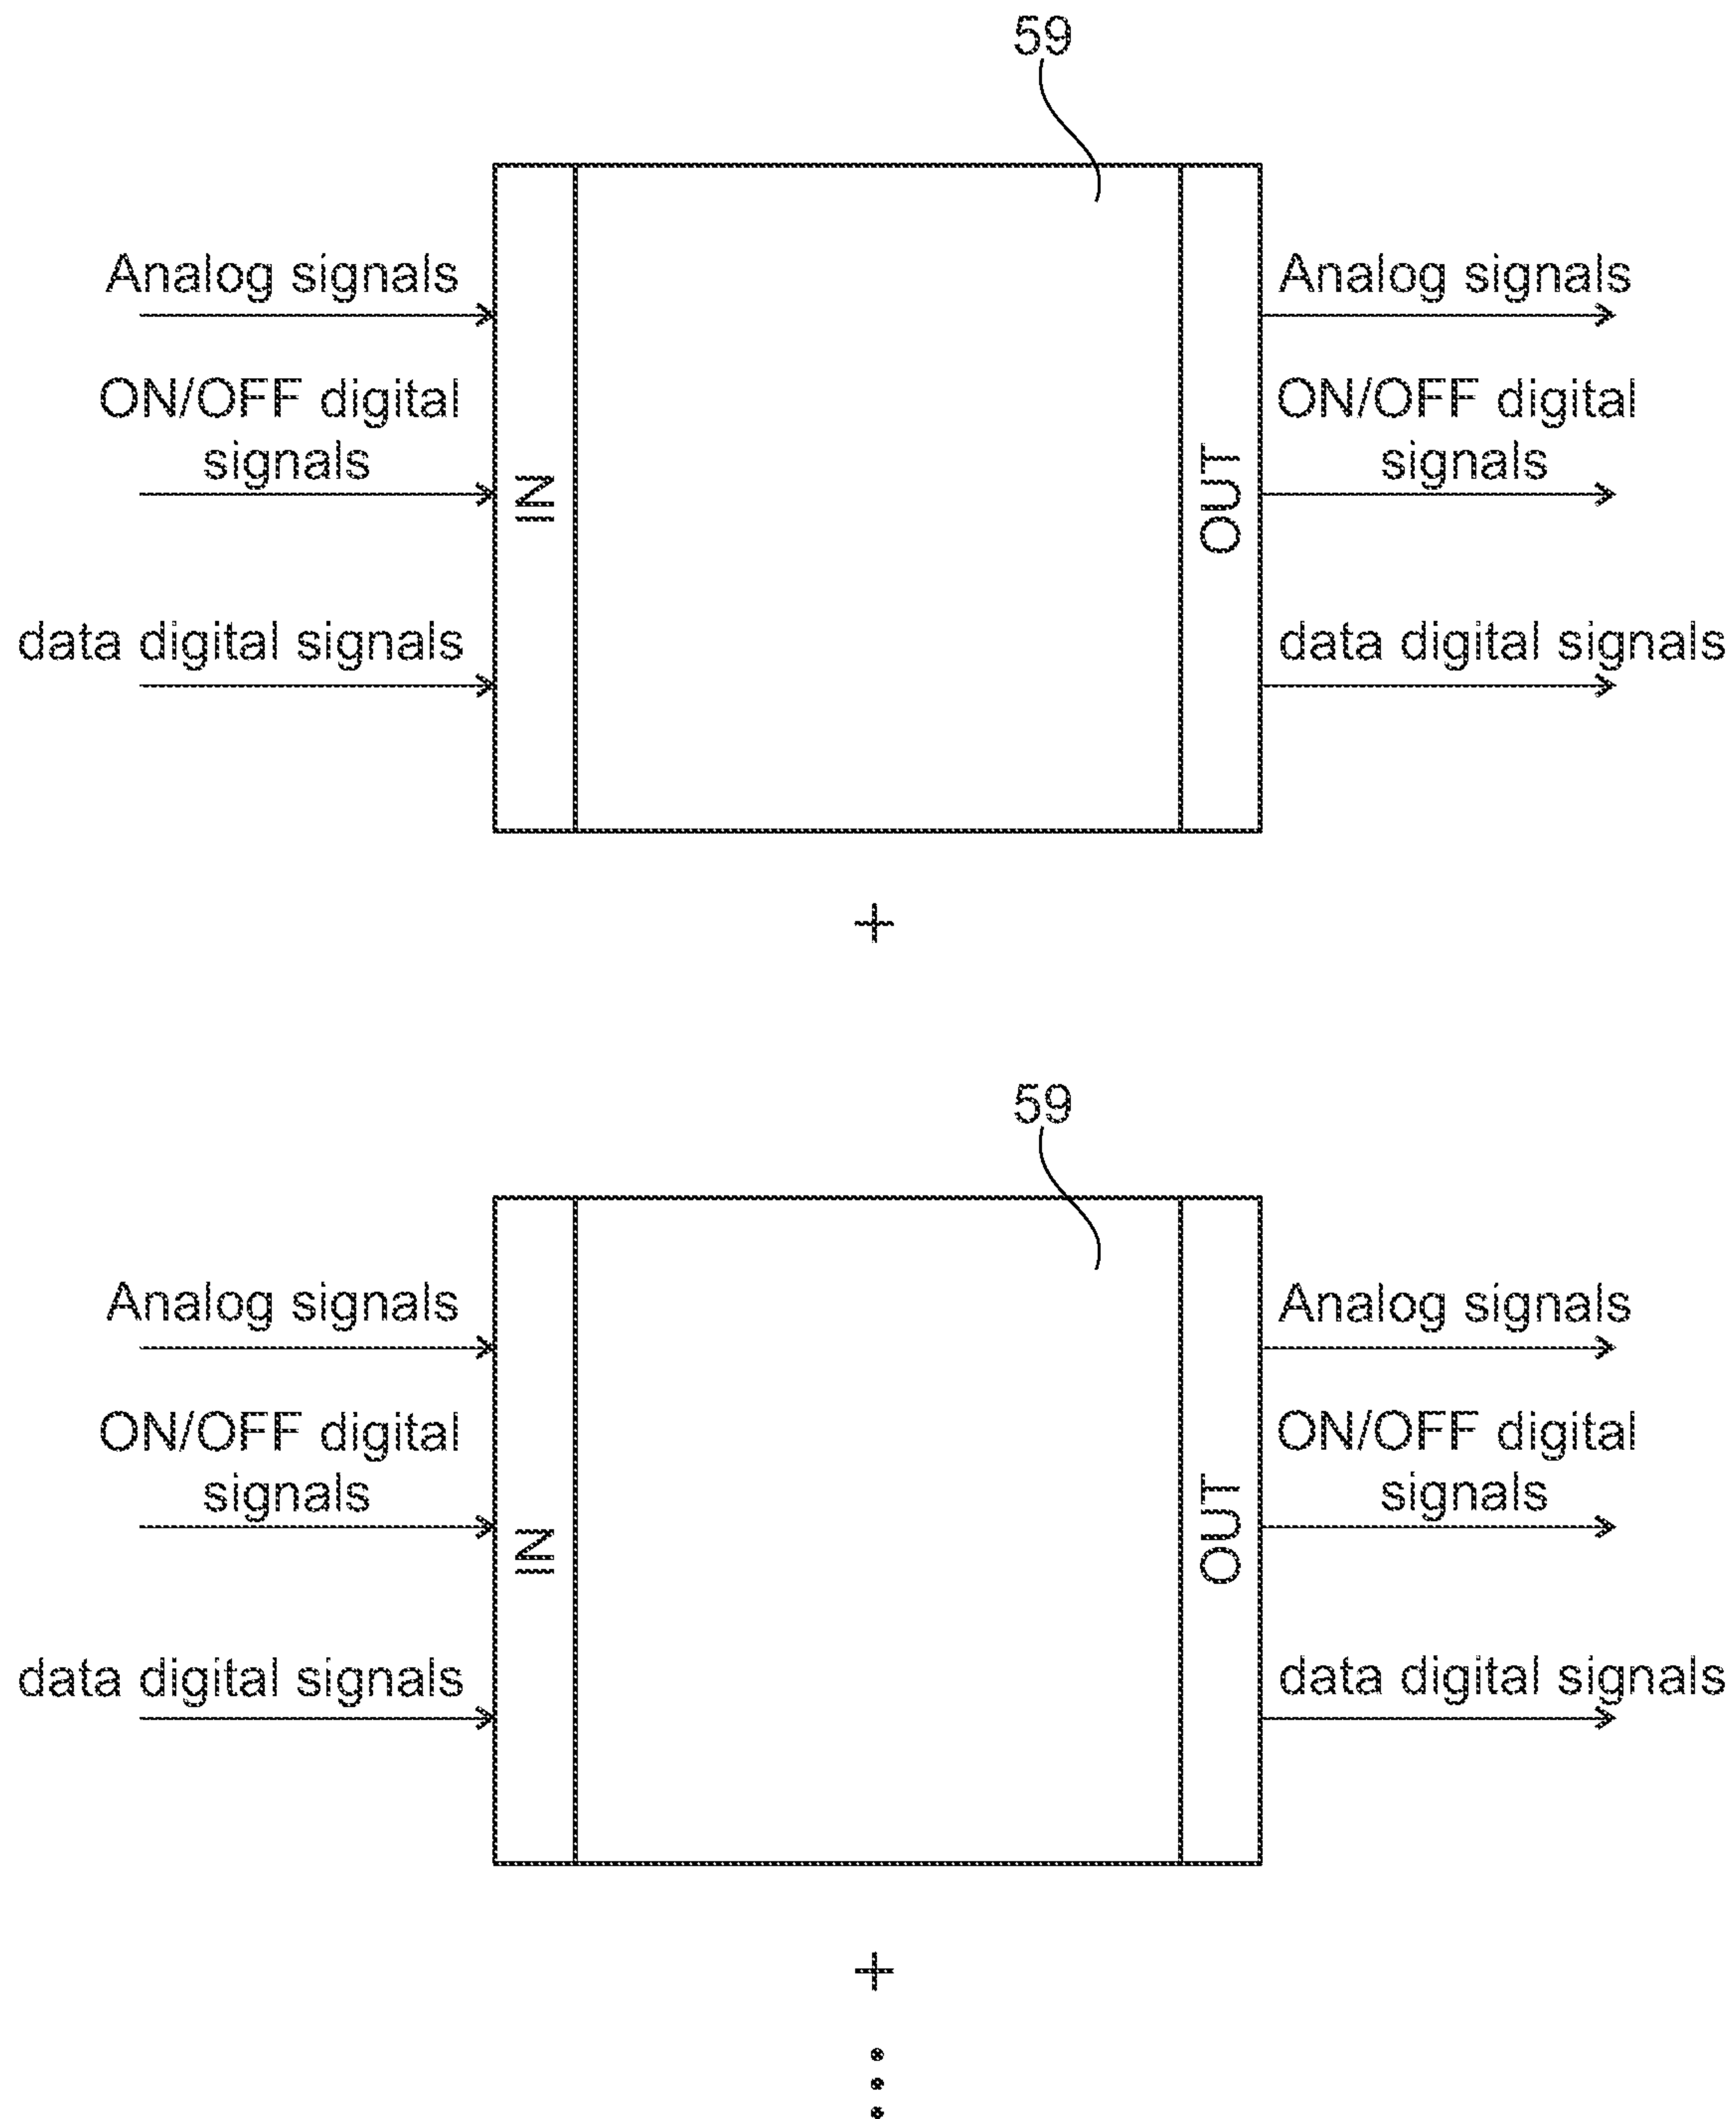 59
Analog signals
Analog signals
ON/OFF digital
signals
ON/OFF digital
signals
IN
OUT
data digital signals
data digital signals
+
59
Analog signals
Analog signals
ON/OFF digital
signals
ON/OFF digital
signals
IN
OUT
data digital signals
data digital signals
+